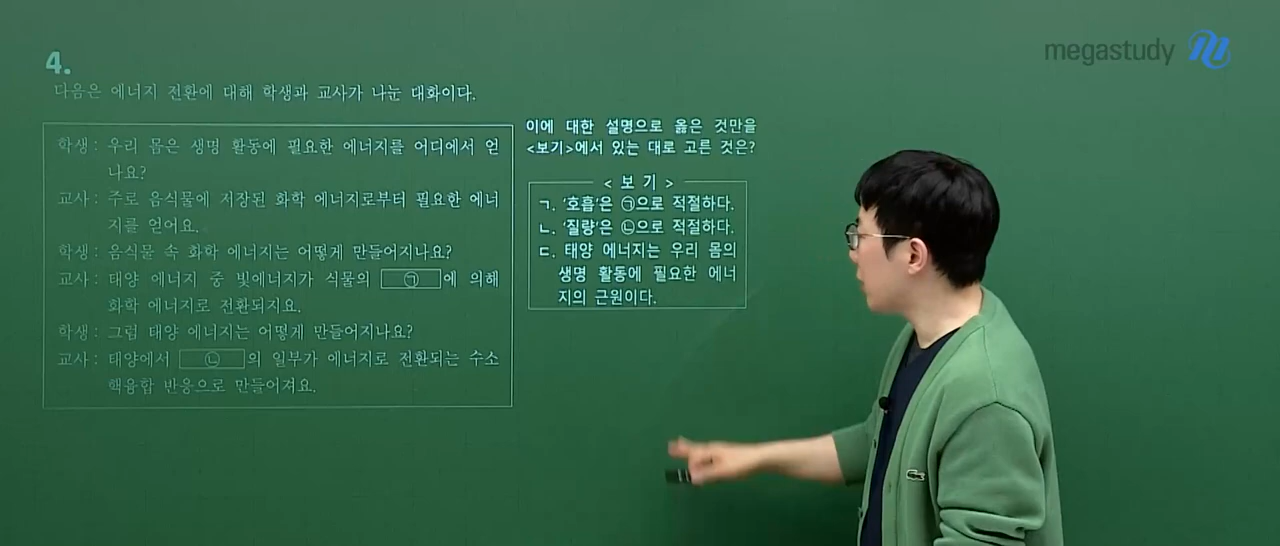 megastudy
4.
다음은 에너지 전환에 대해 학생과 교사가 나눈 대화이다.
학생 : 우리 몸은 생명 활동에 필요한 에너지를 어디에서 얻
나요?
교사 : 주로 음식물에 저장된 화학 에너지로부터 필요한 에너
지를 얻어요.
학생 : 음식물 속 화학 에너지는 어떻게 만들어지나요?
교사 : 태양 에너지 중 빛에너지가 식물의 ㉠ 에 의해
화학 에너지로 전환되지요.
학생 : 그럼 태양 에너지는 어떻게 만들어지나요?
교사 : 태양에서 ㉡ 의 일부가 에너지로 전환되는 수소
핵융합 반응으로 만들어져요.
이에 대한 설명으로 옳은 것만을
<보기>에서 있는 대로 고른 것은?
< 보 기 >
ㄱ. ‘호흡’은 ㉠으로 적절하다.
ㄴ. ‘질량’은 ㉡으로 적절하다.
ㄷ. 태양 에너지는 우리 몸의
생명 활동에 필요한 에너
지의 근원이다.